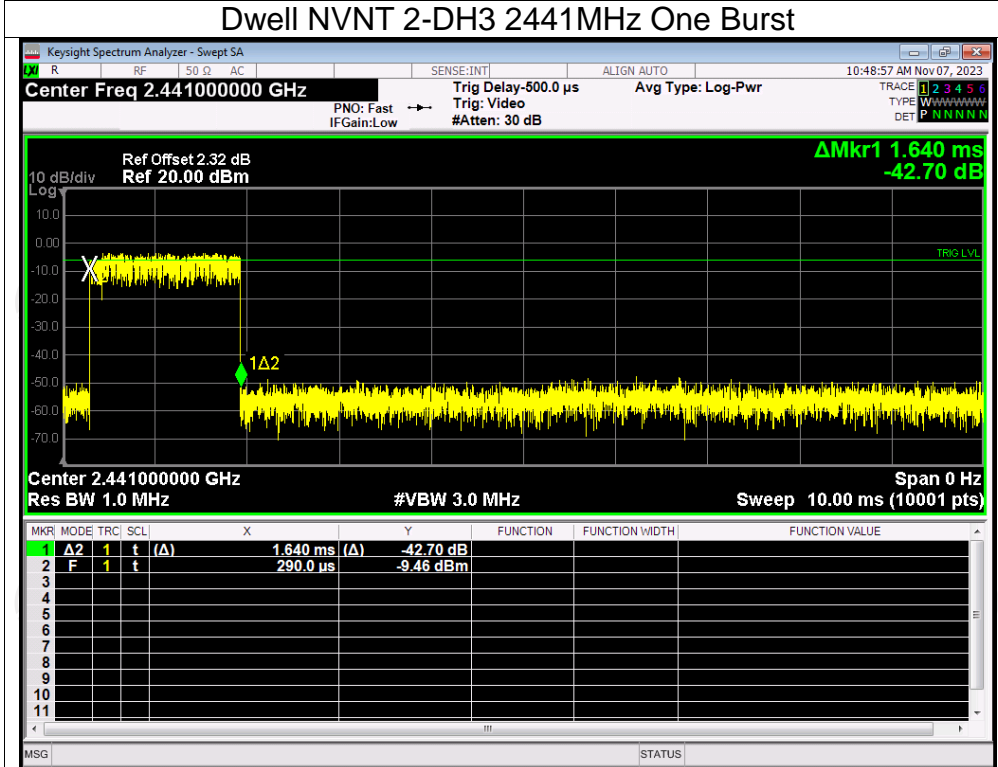 Dwell NVNT 2-DH3 2441MHz One Burst
Keysight Spectrum Analyzer - Swept SA
LXI R RF 50 Ω AC SENSE:INT ALIGN AUTO 10:48:57 AM Nov 07, 2023
Center Freq 2.441000000 GHz Trig Delay-500.0 µs Avg Type: Log-Pwr TRACE 1 2 3 4 5 6
PNO: Fast Trig: Video TYPE WWWWWW
IFGain:Low #Atten: 30 dB DET P N N N N N
ΔMkr1 1.640 ms
-42.70 dB
Ref Offset 2.32 dB
10 dB/div Ref 20.00 dBm
Log
10.0
0.00
TRIG LVL
-10.0
-20.0
-30.0
-40.0
1Δ2
-50.0
-60.0
-70.0
Center 2.441000000 GHz Span 0 Hz
Res BW 1.0 MHz #VBW 3.0 MHz Sweep 10.00 ms (10001 pts)
MKR MODE TRC SCL X Y FUNCTION FUNCTION WIDTH FUNCTION VALUE
1 Δ2 1 t (Δ) 1.640 ms (Δ) -42.70 dB
2 F 1 t 290.0 µs -9.46 dBm
3
4
5
6
7
8
9
10
11
MSG STATUS